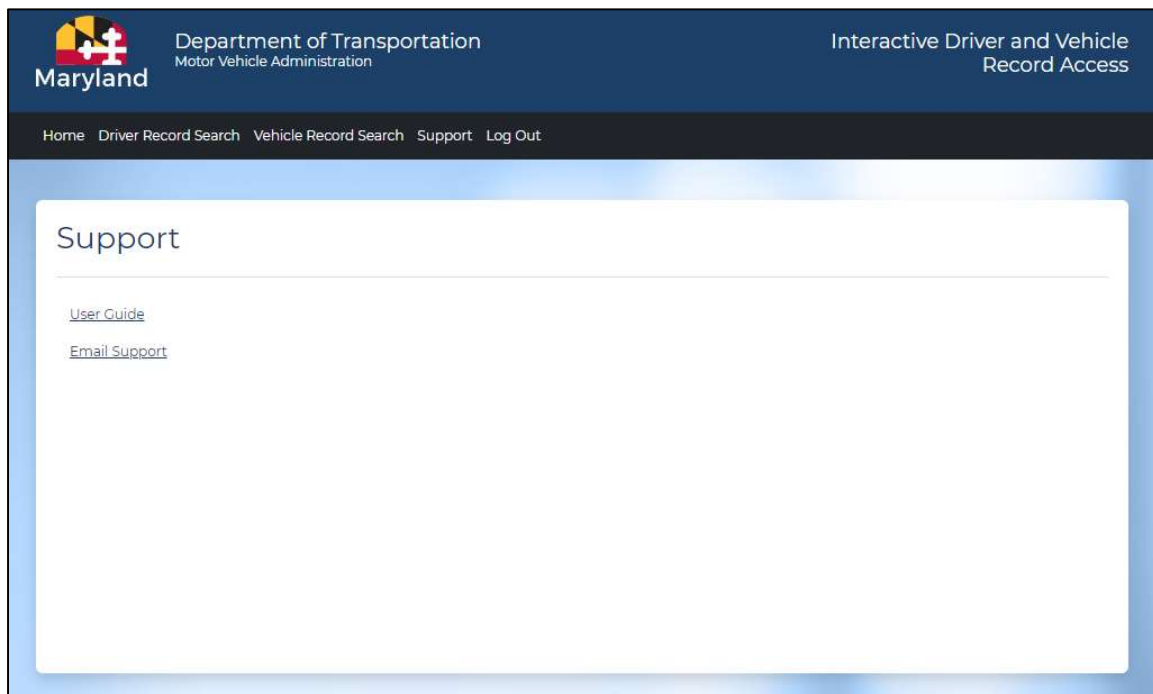 Maryland
Department of Transportation
Motor Vehicle Administration
Interactive Driver and Vehicle
Record Access
Home Driver Record Search Vehicle Record Search Support Log Out
Support
User Guide
Email Support